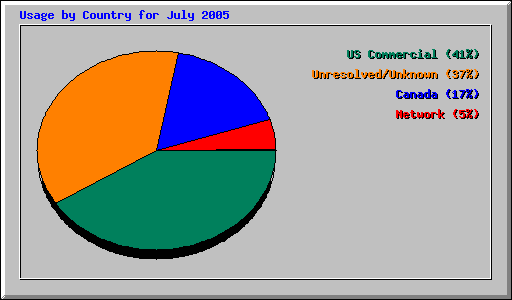 Usage by Country for July 2005
US Commercial (41%)
Unresolved/Unknown (37%)
Canada (17%)
Network (5%)